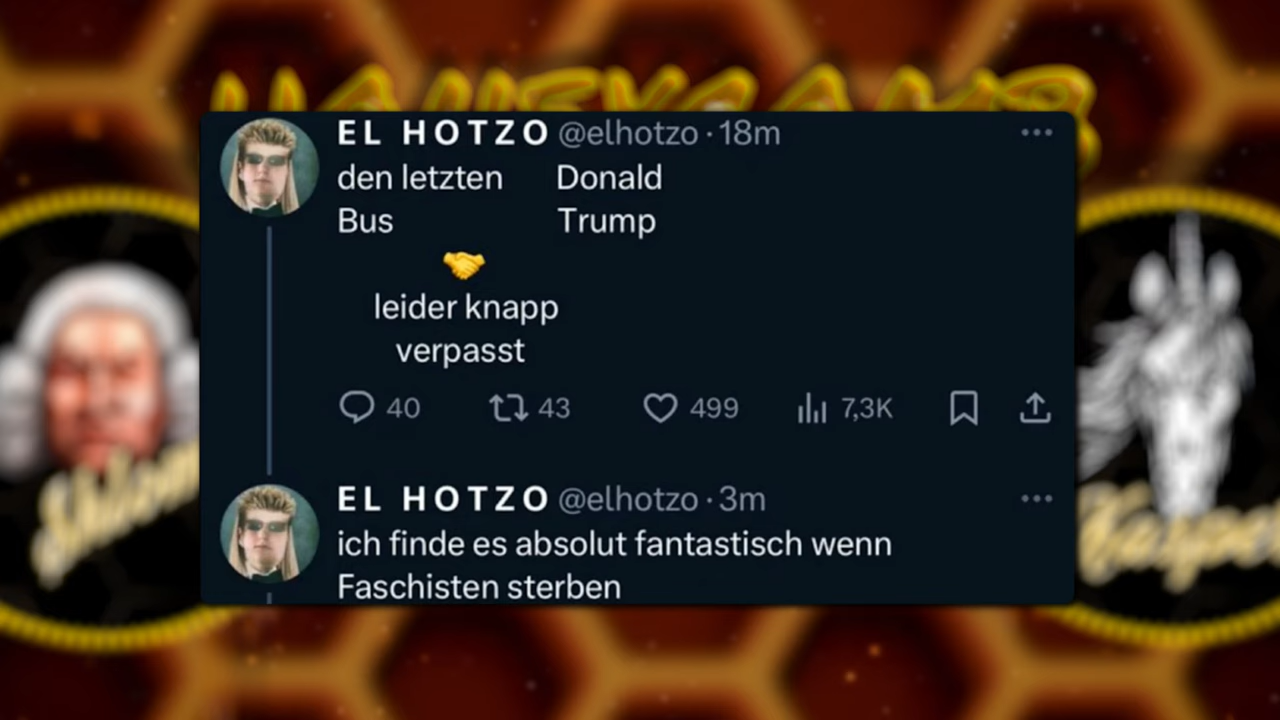 EL HOTZO @elhotzo · 18m
den letzten Donald
Bus Trump
leider knapp
verpasst
40 43 499 7,3K
EL HOTZO @elhotzo · 3m
ich finde es absolut fantastisch wenn
Faschisten sterben